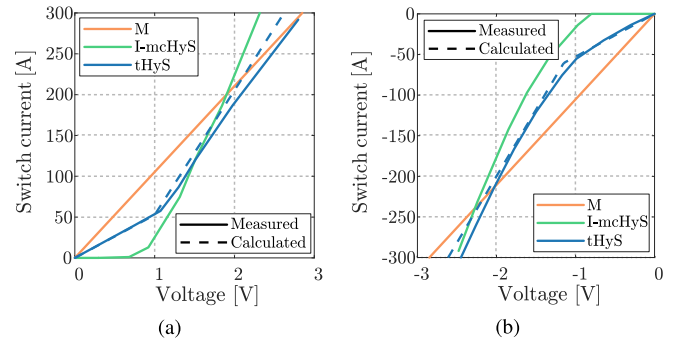 300
250
200
150
100
50
0
Switch current [A]
M
I-mcHyS
tHyS
Measured
Calculated
0 1 2 3
Voltage [V]
(a)
0
-50
-100
-150
-200
-250
-300
Switch current [A]
Measured
Calculated
M
I-mcHyS
tHyS
-3 -2 -1 0
Voltage [V]
(b)